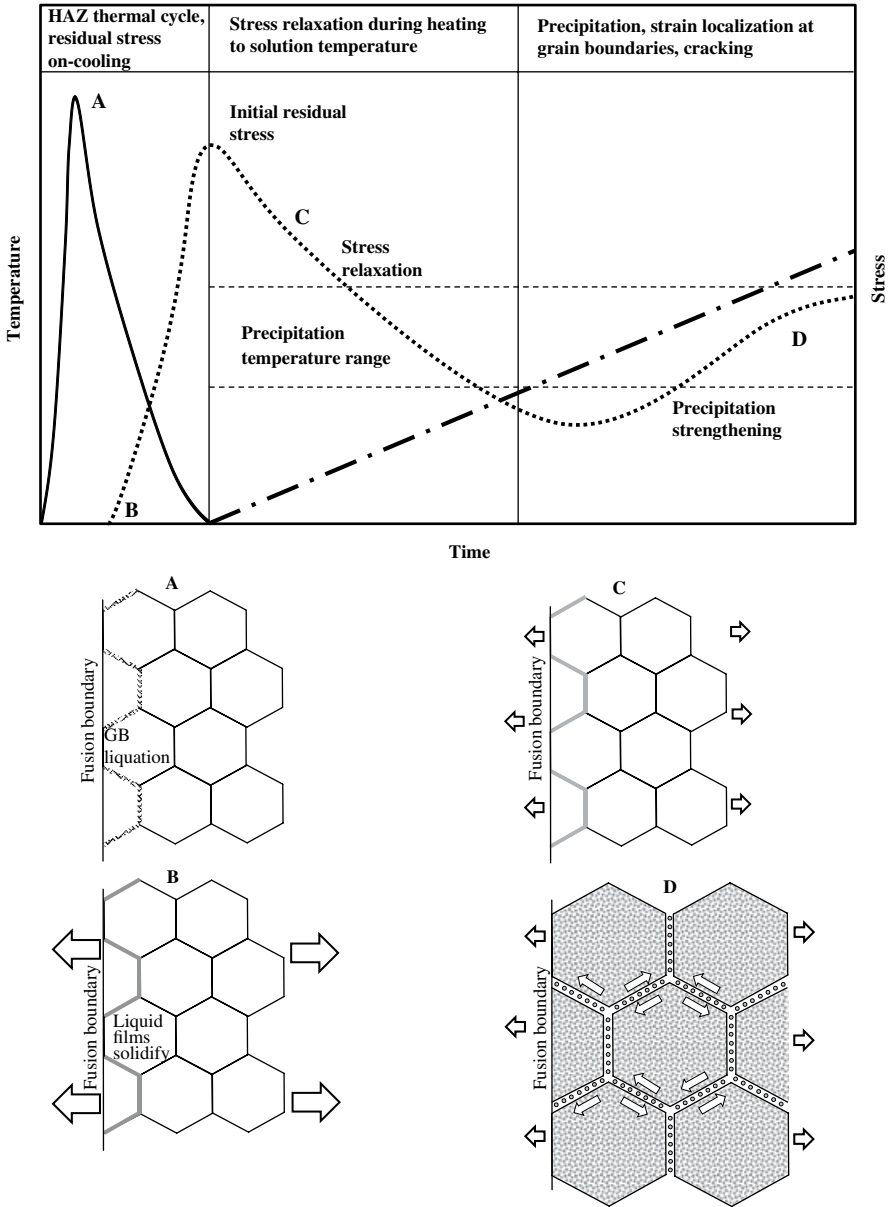 HAZ thermal cycle,
residual stress
on-cooling
Stress relaxation during heating
to solution temperature
Precipitation, strain localization at
grain boundaries, cracking
A
Initial residual
stress
C
Stress
relaxation
Temperature
Stress
Precipitation
temperature range
D
Precipitation
strengthening
B
Time
A
Fusion boundary
GB
liquation
C
Fusion boundary
B
Fusion boundary
Liquid
films
solidify
D
Fusion boundary